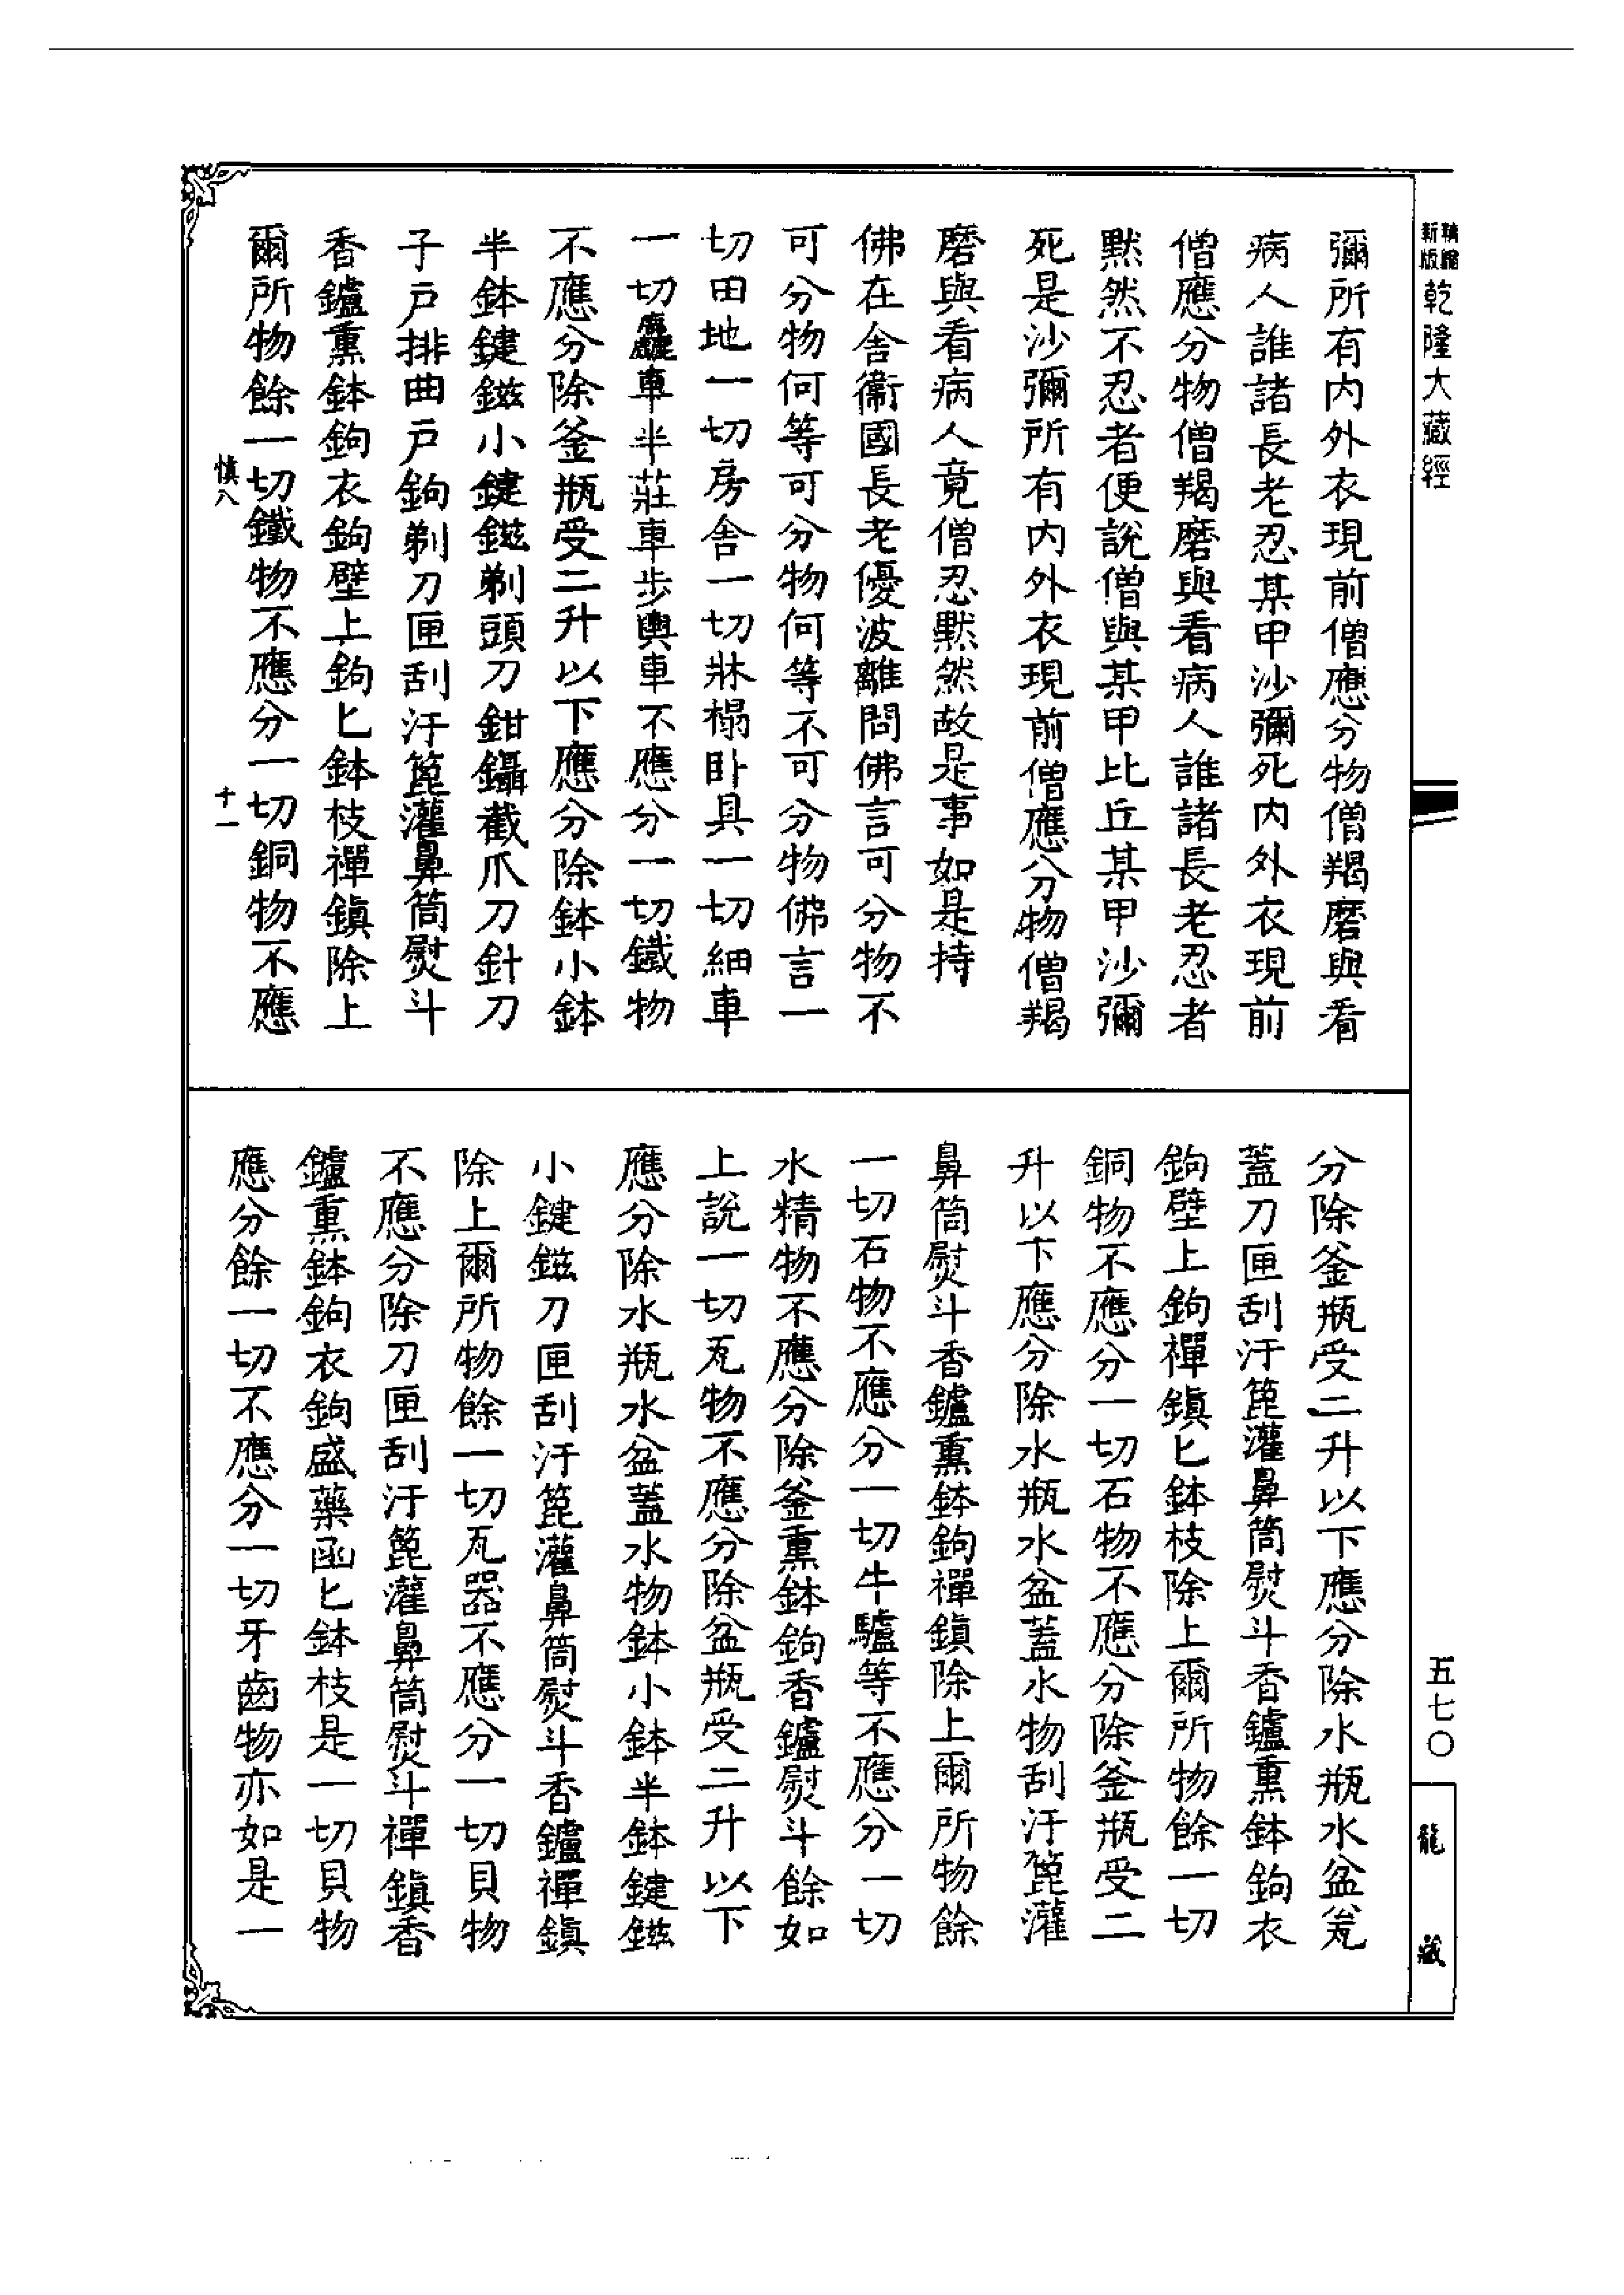 新版精縮乾隆大藏經
彌所有内外衣現前僧應分物僧羯磨與看
病人誰諸長老忍某甲沙彌死内外衣現前
僧應分物僧羯磨與看病人誰諸長老忍者
默然不忍者便說僧與某甲比丘某甲沙彌
死是沙彌所有内外衣現前僧應分物僧羯
磨與看病人竟僧忍默然故是事如是持
佛在舍衞國長老優波離問佛言可分物不
可分物何等可分物何等不可分物佛言一
切田地一切房舍一切牀榻卧具一切細車
一切麤車半莊車步輿車不應分一切鐵物
不應分除釜瓶受二升以下應分除鉢小鉢
半鉢鍵鎡小鍵鎡剃頭刀鉗鑷截爪刀針刀
子戸排曲戸鉤剃刀匣刮汙篦灌鼻筒熨斗
香鑪熏鉢鉤衣鉤壁上鉤匕鉢枝禪鎭除上
爾所物餘一切鐵物不應分一切銅物不應
慎八 十一
分除釜瓶受二升以下應分除水瓶水盆瓮
蓋刀匣刮汙篦灌鼻筒熨斗香鑪熏鉢鉤衣
鉤壁上鉤禪鎭匕鉢枝除上爾所物餘一切
銅物不應分一切石物不應分除釜瓶受二
升以下應分除水瓶水盆蓋水物刮汙篦灌
鼻筒熨斗香鑪熏鉢鉤禪鎭除上爾所物餘
一切石物不應分一切牛驢等不應分一切
水精物不應分除釜熏鉢鉤香鑪熨斗餘如
上說一切瓦物不應分除盆瓶受二升以下
應分除水瓶水盆蓋水物鉢小鉢半鉢鍵鎡
小鍵鎡刀匣刮汙篦灌鼻筒熨斗香鑪禪鎭
除上爾所物餘一切瓦器不應分一切貝物
不應分除刀匣刮汙篦灌鼻筒熨斗禪鎭香
鑪熏鉢鉤衣鉤盛藥函匕鉢枝是一切貝物
應分餘一切不應分一切牙齒物亦如是一
五七〇
龍藏